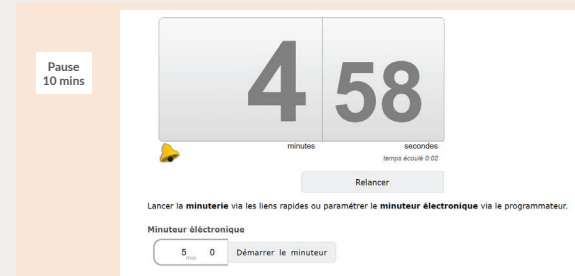 Pause
10 mins
4 58
minutes secondes
temps écoulé 0:02
Relancer
Lancer la minuterie via les liens rapides ou paramétrer le minuteur électronique via le programmateur.
Minuteur éléctronique
5 min 0 Démarrer le minuteur